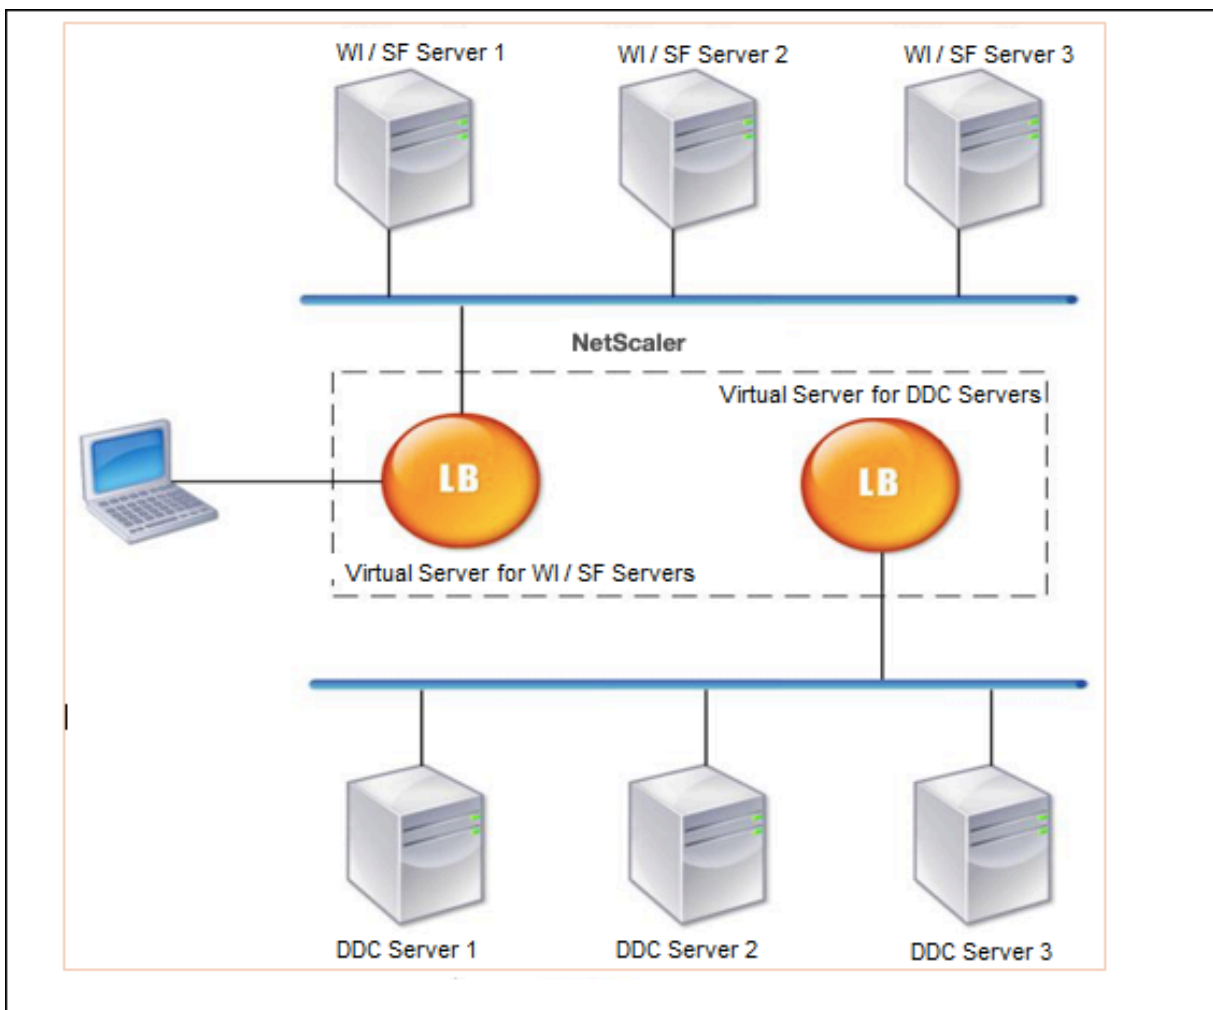 WI / SF Server 1
WI / SF Server 2
WI / SF Server 3
NetScaler
Virtual Server for DDC Servers
LB
LB
Virtual Server for WI / SF Servers
DDC Server 1
DDC Server 2
DDC Server 3